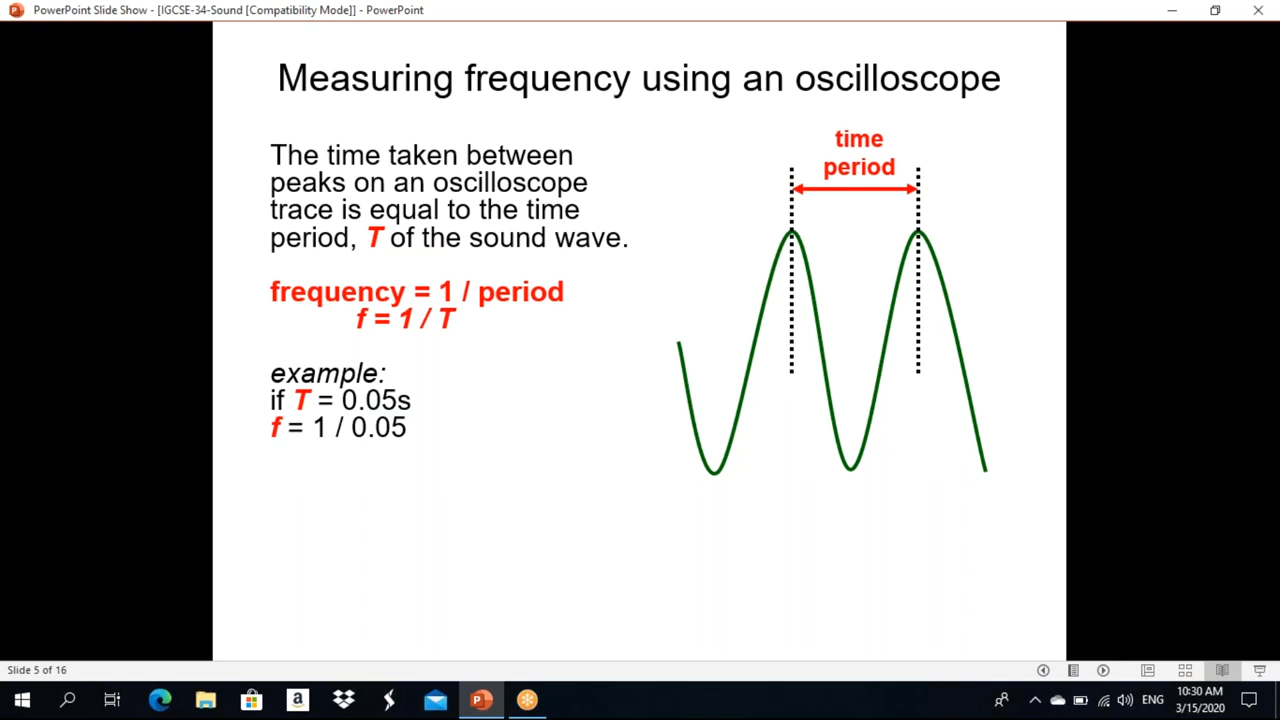 PowerPoint Slide Show - [IGCSE-34-Sound [Compatibility Mode]] - PowerPoint
Measuring frequency using an oscilloscope
The time taken between
peaks on an oscilloscope
trace is equal to the time
period, T of the sound wave.
frequency = 1 / period
f = 1 / T
example:
if T = 0.05s
f = 1 / 0.05
time
period
Slide 5 of 16
ENG
10:30 AM
3/15/2020